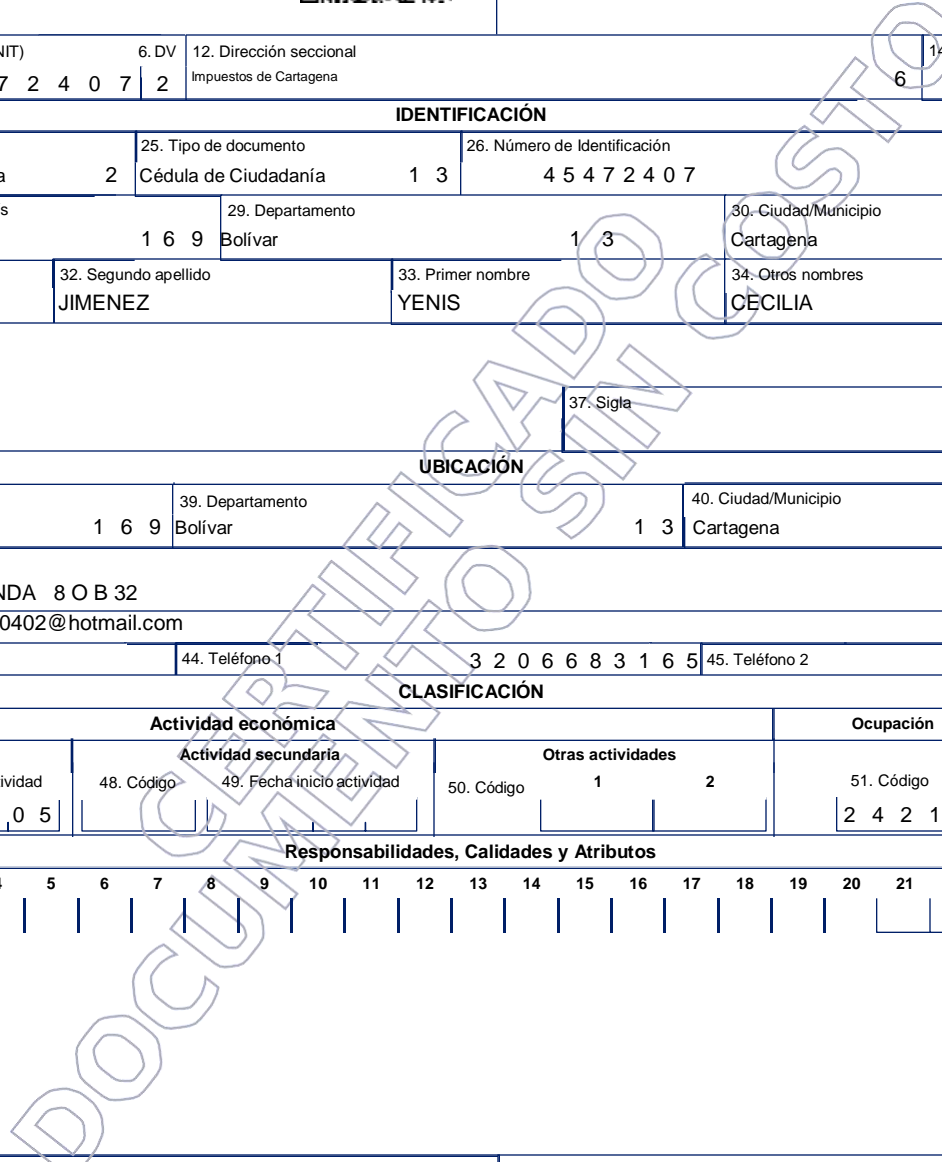 NIT) 6. DV 12. Dirección seccional 14
7 2 4 0 7 2 Impuestos de Cartagena 6
IDENTIFICACIÓN
25. Tipo de documento 26. Número de Identificación
a 2 Cédula de Ciudadanía 1 3 4 5 4 7 2 4 0 7
s 29. Departamento 30. Ciudad/Municipio
1 6 9 Bolívar 1 3 Cartagena
32. Segundo apellido 33. Primer nombre 34. Otros nombres
JIMENEZ YENIS CECILIA
37. Sigla
UBICACIÓN
39. Departamento 40. Ciudad/Municipio
1 6 9 Bolívar 1 3 Cartagena
NDA 8 O B 32
0402@hotmail.com
44. Teléfono 1 3 2 0 6 6 8 3 1 6 5 45. Teléfono 2
CLASIFICACIÓN
Actividad económica Ocupación
Actividad secundaria Otras actividades
ividad 48. Código 49. Fecha inicio actividad 50. Código 1 2 51. Código
0 5 2 4 2 1
Responsabilidades, Calidades y Atributos
5 6 7 8 9 10 11 12 13 14 15 16 17 18 19 20 21
CERTIFICADO
DOCUMENTO SIN COSTO